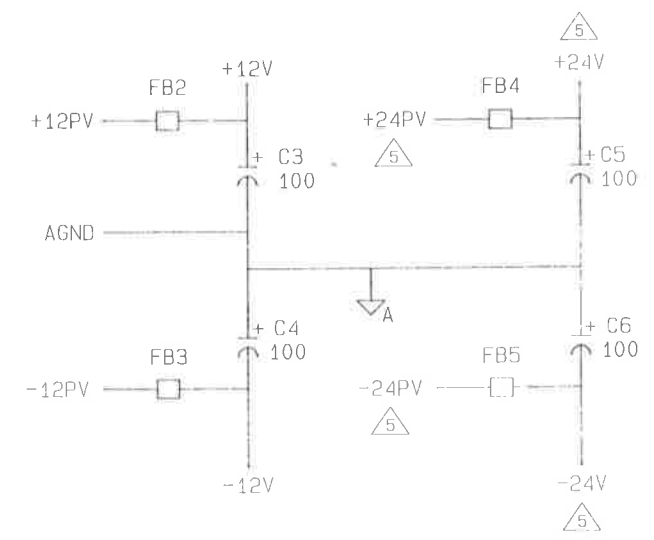 5
+12V
+24V
FB2
FB4
+12PV
+24PV
5
+ C3
100
+ C5
100
AGND
A
+ C4
100
+ C6
100
FB3
FB5
-12PV
-24PV
5
-12V
-24V
5